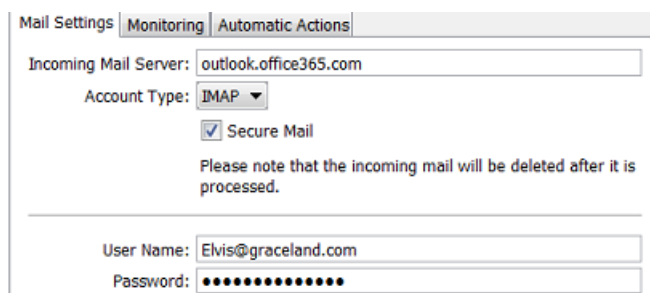 Mail Settings Monitoring Automatic Actions
Incoming Mail Server: outlook.office365.com
Account Type: IMAP
Secure Mail
Please note that the incoming mail will be deleted after it is
processed.
User Name: Elvis@graceland.com
Password: ●●●●●●●●●●●●●●